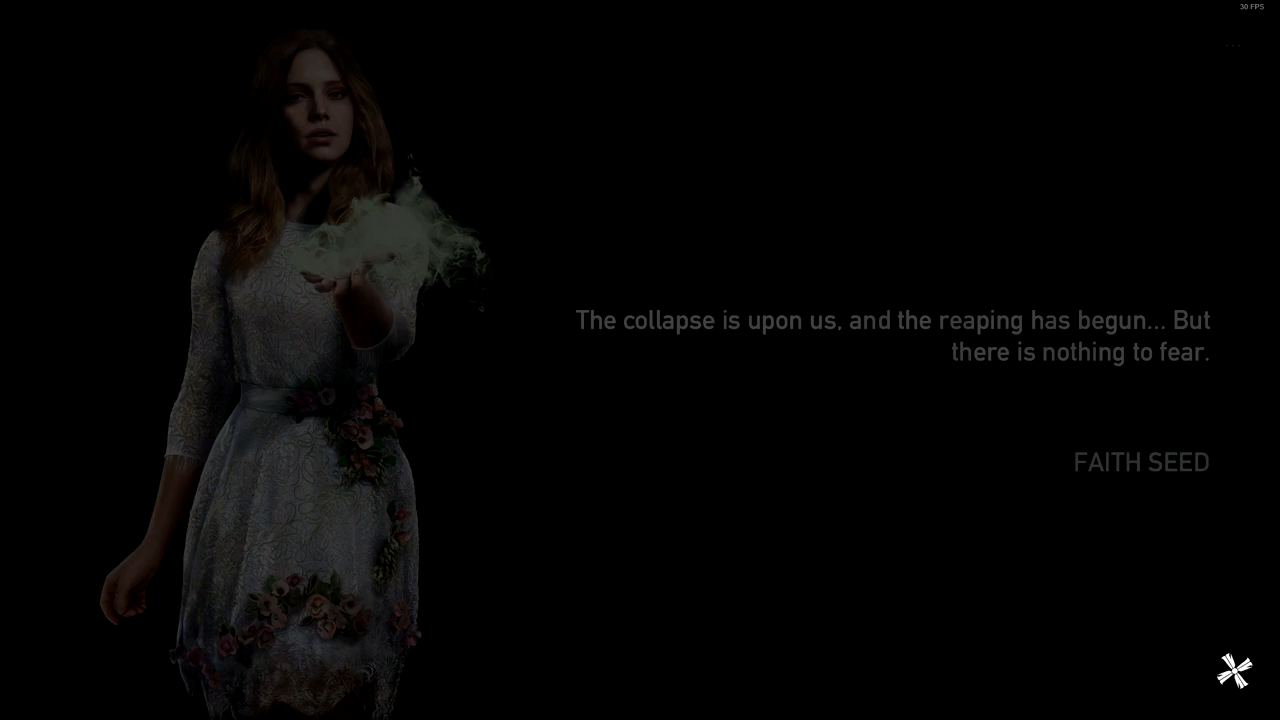 30 FPS
...
The collapse is upon us, and the reaping has begun... But
there is nothing to fear.
FAITH SEED